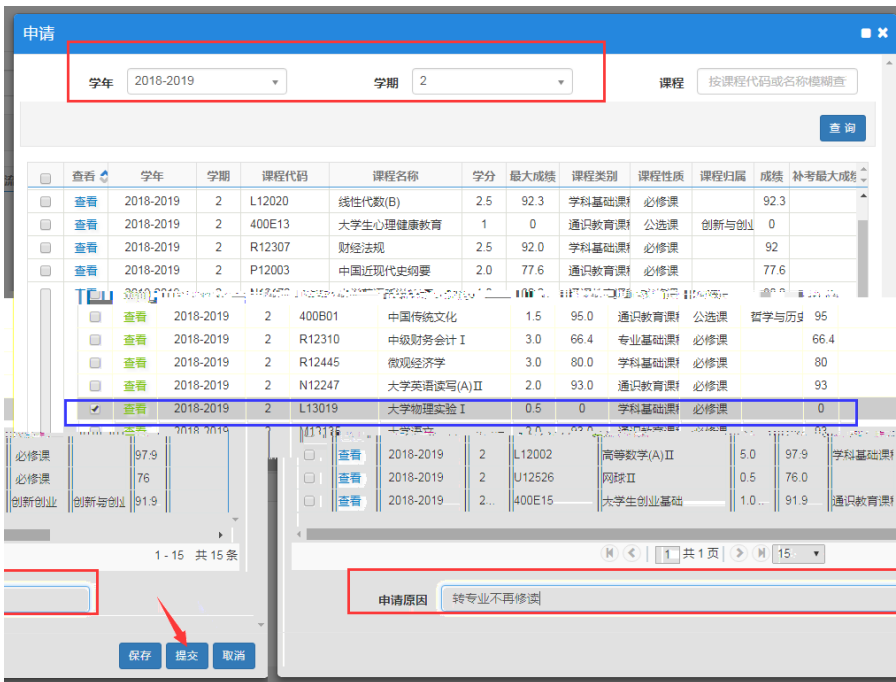 申请
学年 2018-2019 学期 2 课程 按课程代码或名称模糊查
查 询
查看 学年 学期 课程代码 课程名称 学分 最大成绩 课程类别 课程性质 课程归属 成绩 补考最大成绩
查看 2018-2019 2 L12020 线性代数(B) 2.5 92.3 学科基础课程 必修课 92.3
查看 2018-2019 2 400E13 大学生心理健康教育 1 0 通识教育课程 公选课 创新与创业 0
查看 2018-2019 2 R12307 财经法规 2.5 92.0 学科基础课程 必修课 92
查看 2018-2019 2 P12003 中国近现代史纲要 2.0 77.6 通识教育课程 必修课 77.6
查看 2018-2019 2 400B01 中国传统文化 1.5 95.0 通识教育课程 公选课 哲学与历史 95
查看 2018-2019 2 R12310 中级财务会计 I 3.0 66.4 专业基础课程 必修课 66.4
查看 2018-2019 2 R12445 微观经济学 3.0 80.0 学科基础课程 必修课 80
查看 2018-2019 2 N12247 大学英语读写(A)II 2.0 93.0 通识教育课程 必修课 93
查看 2018-2019 2 L13019 大学物理实验 I 0.5 0 学科基础课程 必修课 0
必修课 97.9 查看 2018-2019 2 L12002 高等数学(A)II 5.0 97.9 学科基础课程
必修课 76 查看 2018-2019 2 U12526 网球II 0.5 76.0
创新创业 创新与创业 91.9 查看 2018-2019 2... 400E15 大学生创业基础 1.0... 91.9 通识教育课程
1 - 15 共 15 条 1 共 1 页 15
申请原因 转专业不再修读
保存 提交 取消